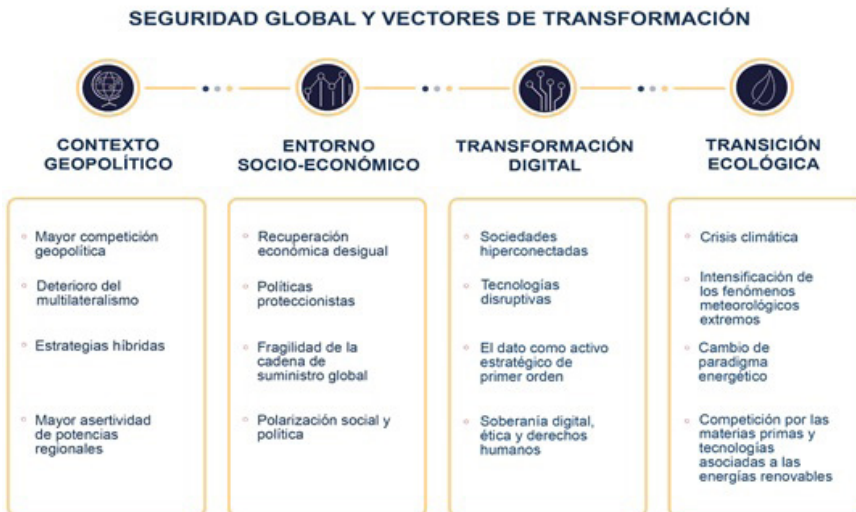 SEGURIDAD GLOBAL Y VECTORES DE TRANSFORMACIÓN
CONTEXTO
GEOPOLÍTICO
Mayor competición
geopolítica
Deterioro del
multilateralismo
Estrategias híbridas
Mayor asertividad
de potencias
regionales
ENTORNO
SOCIO-ECONÓMICO
Recuperación
económica desigual
Políticas
proteccionistas
Fragilidad de la
cadena de
suministro global
Polarización social y
política
TRANSFORMACIÓN
DIGITAL
Sociedades
hiperconectadas
Tecnologías
disruptivas
El dato como activo
estratégico de
primer orden
Soberanía digital,
ética y derechos
humanos
TRANSICIÓN
ECOLÓGICA
Crisis climática
Intensificación de
los fenómenos
meteorológicos
extremos
Cambio de
paradigma
energético
Competición por las
materias primas y
tecnologías
asociadas a las
energías renovables